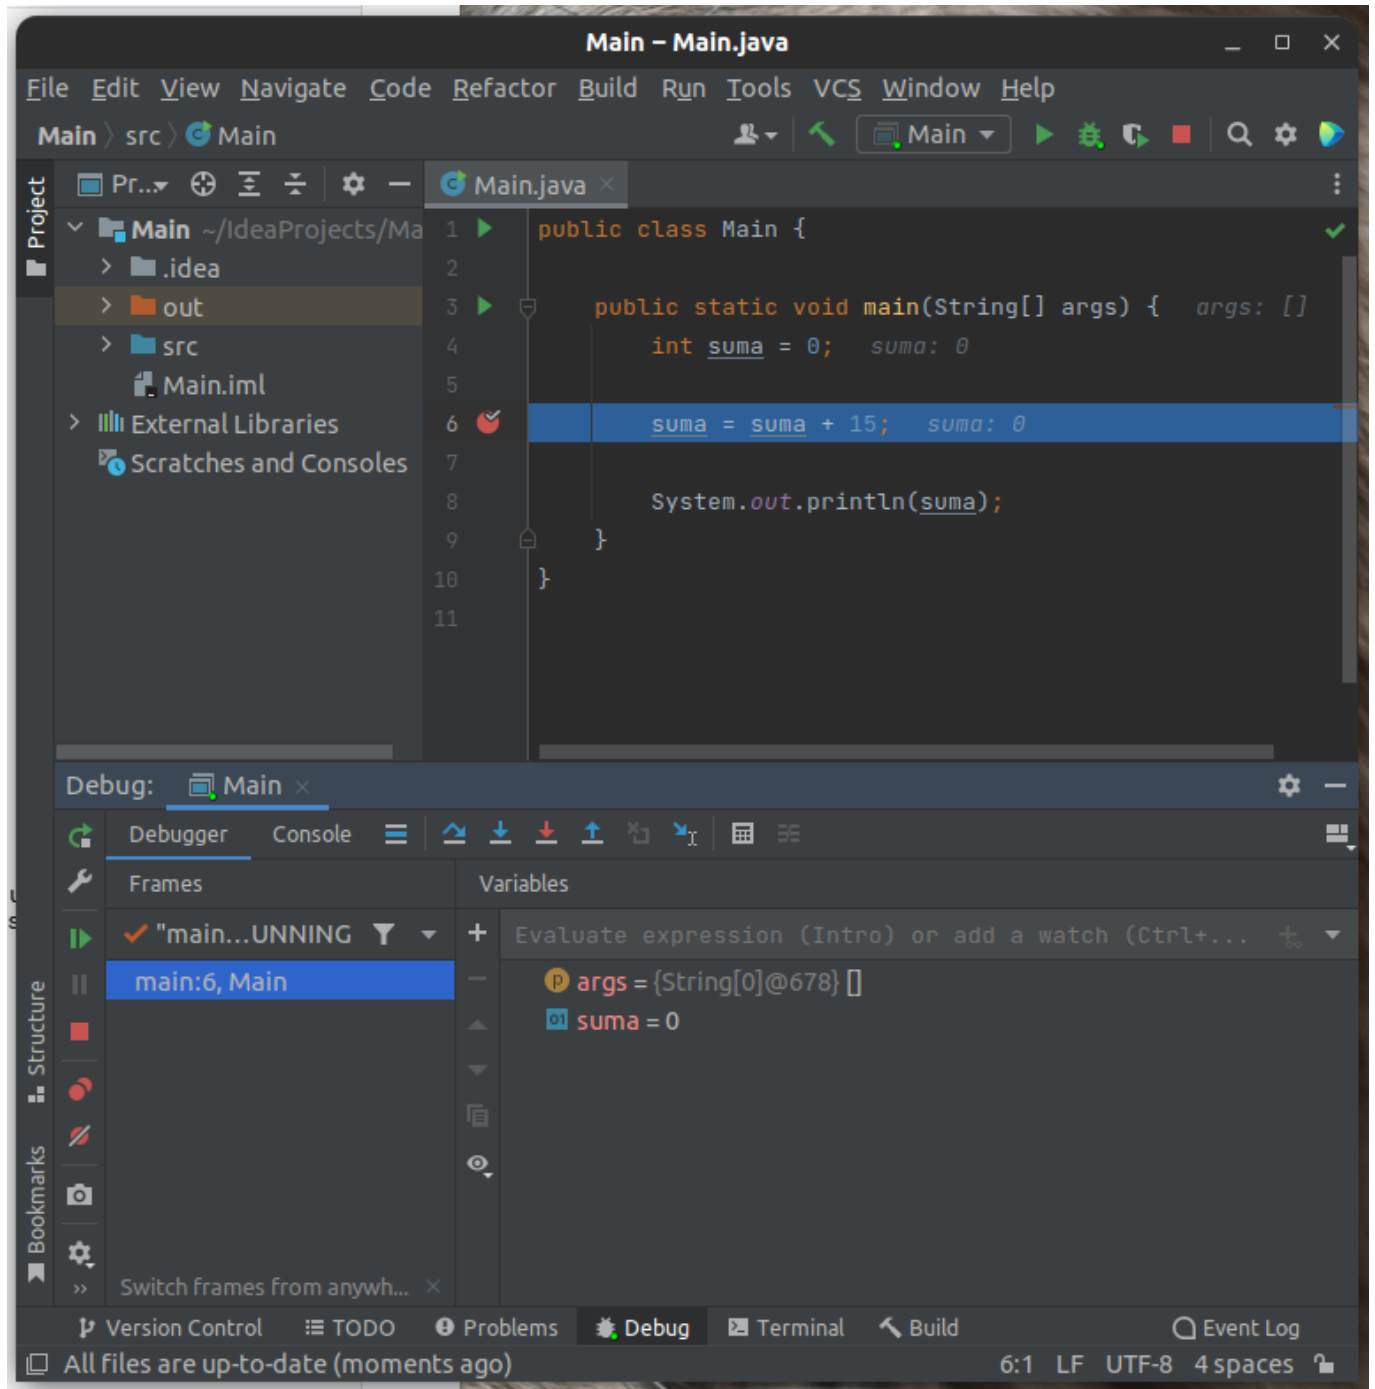 Main – Main.java
File Edit View Navigate Code Refactor Build Run Tools VCS Window Help
Main src Main
Main
Project
Pr...
Main.java
Main ~/IdeaProjects/Ma
.idea
out
src
Main.iml
External Libraries
Scratches and Consoles
1 public class Main {
2
3 public static void main(String[] args) { args: []
4 int suma = 0; suma: 0
5
6 suma = suma + 15; suma: 0
7
8 System.out.println(suma);
9 }
10 }
11
Debug: Main
Debugger Console
Frames
Variables
"main...UNNING
Evaluate expression (Intro) or add a watch (Ctrl+...
main:6, Main
args = {String[0]@678} []
suma = 0
Structure
Bookmarks
Switch frames from anywh...
Version Control TODO Problems Debug Terminal Build Event Log
All files are up-to-date (moments ago) 6:1 LF UTF-8 4 spaces